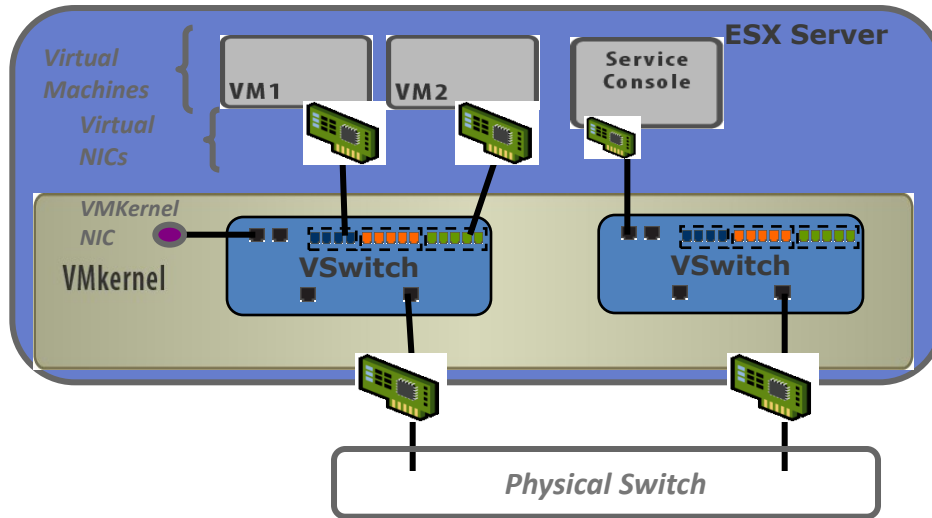 ESX Server
Virtual
Machines
VM1
VM2
Service
Console
Virtual
NICs
VMKernel
NIC
VMkernel
VSwitch
VSwitch
Physical Switch